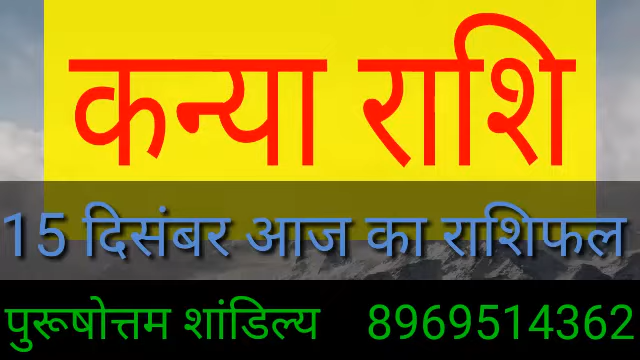 कन्या राशि
15 दिसंबर आज का राशिफल
पुरूषोत्तम शांडिल्य 8969514362